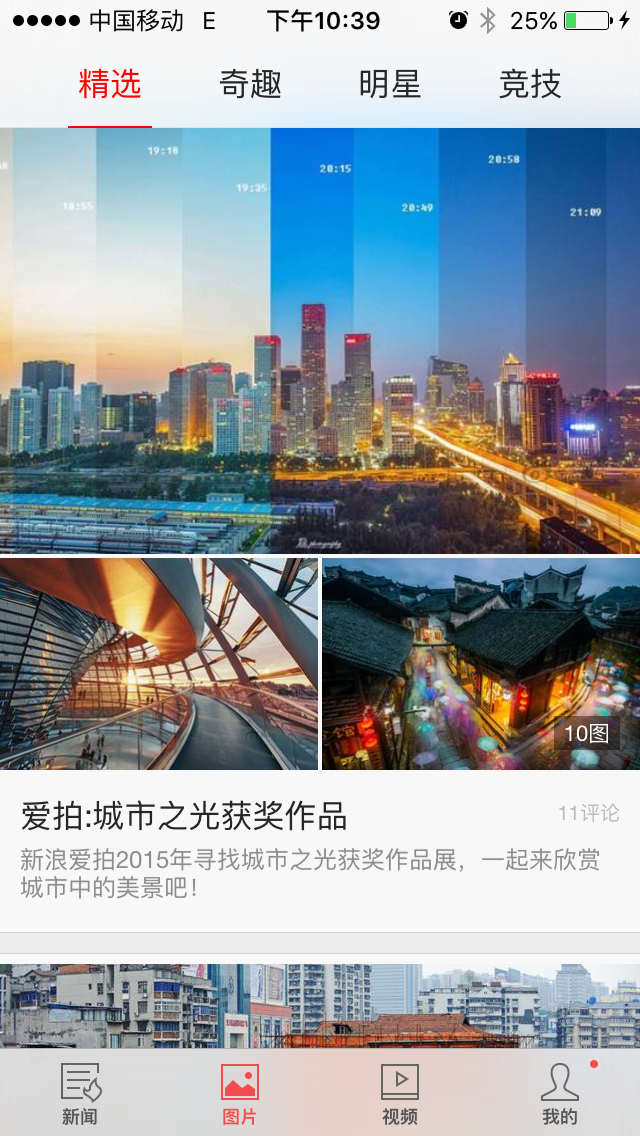 中国移动 E 下午10:39 25%
精选 奇趣 明星 竞技
18:55
19:18
19:35
20:15
20:49
20:58
21:09
10图
爱拍:城市之光获奖作品
11评论
新浪爱拍2015年寻找城市之光获奖作品展，一起来欣赏
城市中的美景吧！
新闻 图片 视频 我的